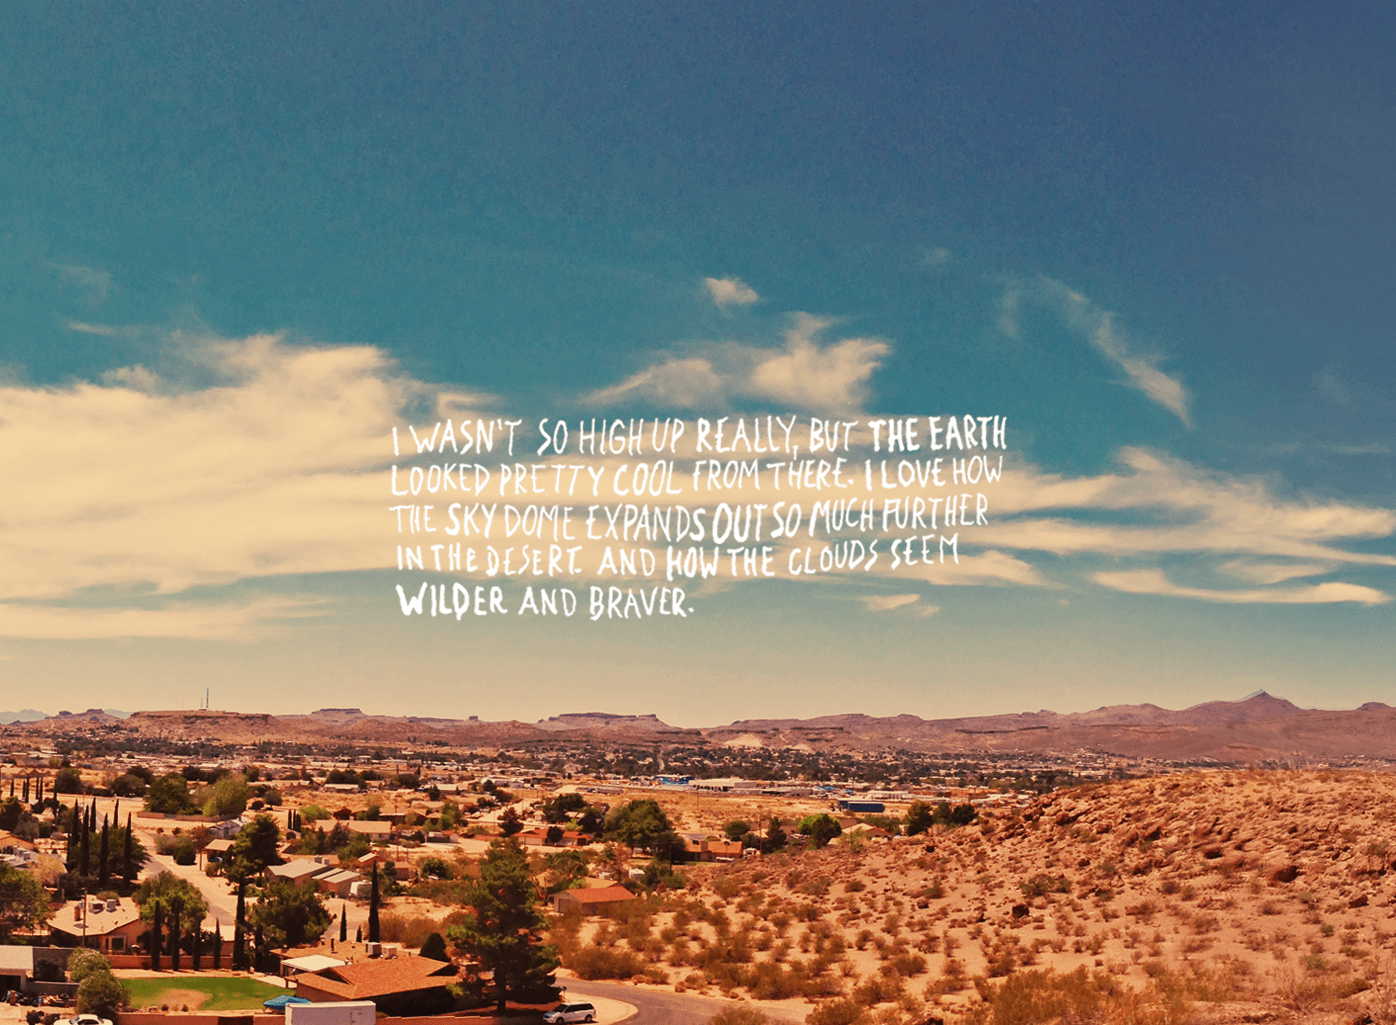 I WASN'T SO HIGH UP REALLY, BUT THE EARTH
LOOKED PRETTY COOL FROM THERE. I LOVE HOW
THE SKY DOME EXPANDS OUT SO MUCH FURTHER
IN THE DESERT. AND HOW THE CLOUDS SEEM
WILDER AND BRAVER.